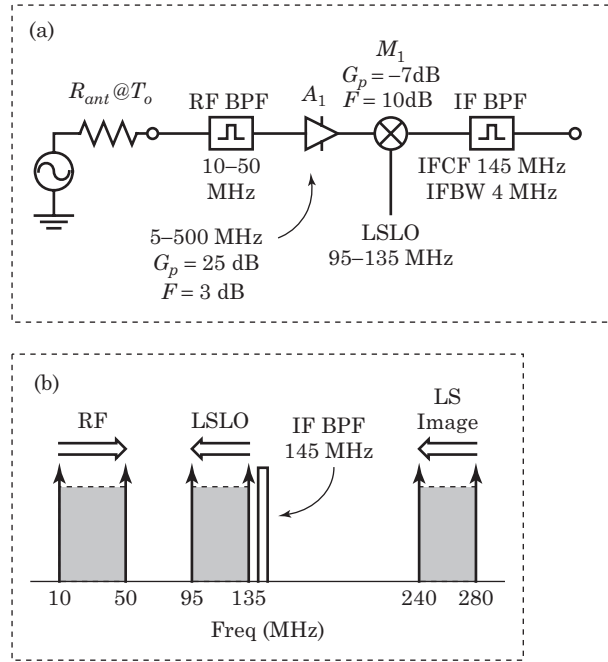 (a)
M1
Gp = –7dB
F = 10dB
Rant @To
RF BPF
A1
IF BPF
10–50
MHz
IFCF 145 MHz
IFBW 4 MHz
5–500 MHz
Gp = 25 dB
F = 3 dB
LSLO
95–135 MHz
(b)
RF
LSLO
IF BPF
145 MHz
LS
Image
10
50
95
135
240
280
Freq (MHz)